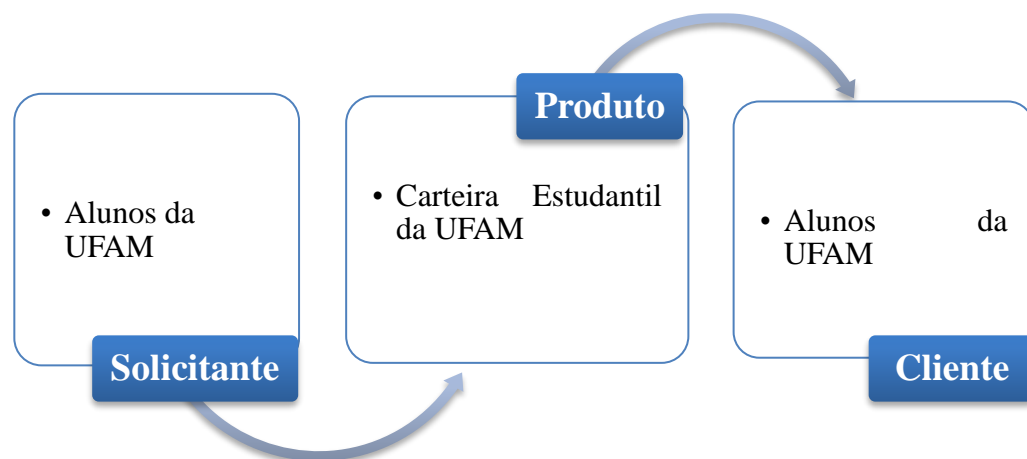 • Alunos da
UFAM
Solicitante
Produto
• Carteira Estudantil
da UFAM
• Alunos da
UFAM
Cliente